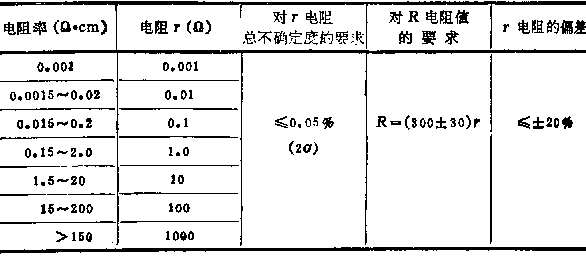 电阻率(Ω•cm) 电阻 r (Ω) 对 r 电阻总不确定度的要求 对 R 电阻值的要求 r 电阻的偏差
0.002 0.001
0.0015~0.02 0.01
0.015~0.2 0.1 ≤0.05% R=(300±30)r ≤±20%
0.15~2.0 1.0 (2σ)
1.5~20 10
15~200 100
>150 1000